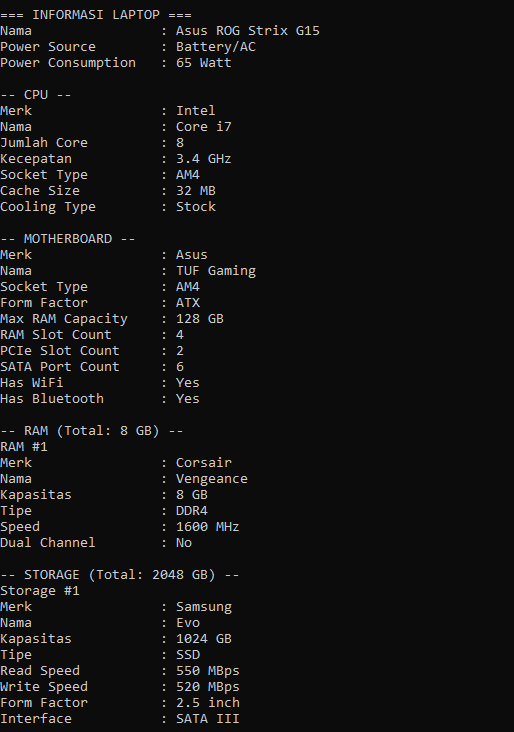 === INFORMASI LAPTOP ===
Nama                : Asus ROG Strix G15
Power Source        : Battery/AC
Power Consumption   : 65 Watt

-- CPU --
Merk                : Intel
Nama                : Core i7
Jumlah Core         : 8
Kecepatan           : 3.4 GHz
Socket Type         : AM4
Cache Size          : 32 MB
Cooling Type        : Stock

-- MOTHERBOARD --
Merk                : Asus
Nama                : TUF Gaming
Socket Type         : AM4
Form Factor         : ATX
Max RAM Capacity    : 128 GB
RAM Slot Count      : 4
PCIe Slot Count     : 2
SATA Port Count     : 6
Has WiFi            : Yes
Has Bluetooth       : Yes

-- RAM (Total: 8 GB) --
RAM #1
Merk                : Corsair
Nama                : Vengeance
Kapasitas           : 8 GB
Tipe                : DDR4
Speed               : 1600 MHz
Dual Channel        : No

-- STORAGE (Total: 2048 GB) --
Storage #1
Merk                : Samsung
Nama                : Evo
Kapasitas           : 1024 GB
Tipe                : SSD
Read Speed          : 550 MBps
Write Speed         : 520 MBps
Form Factor         : 2.5 inch
Interface           : SATA III